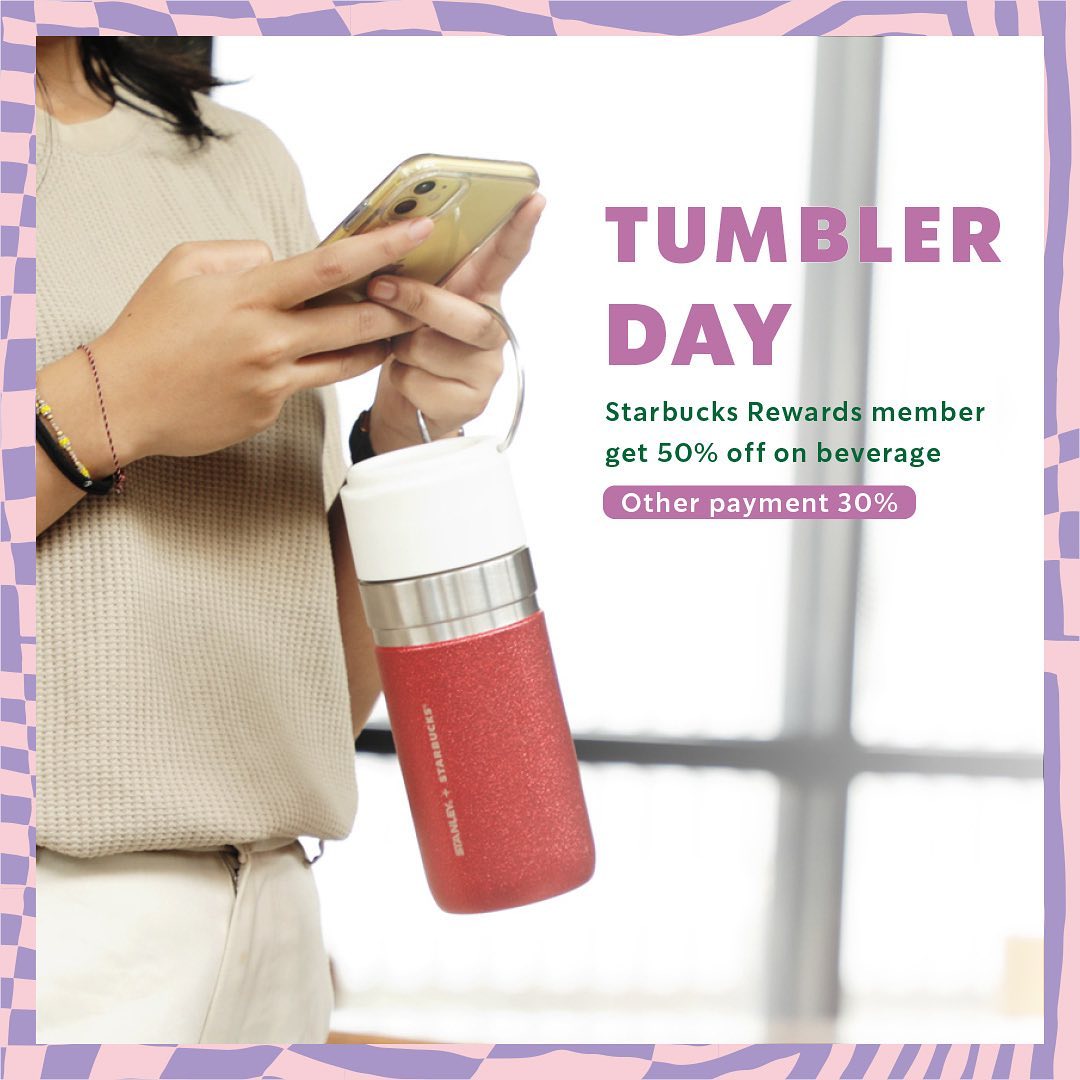 TUMBLER
DAY
Starbucks Rewards member
get 50% off on beverage
Other payment 30%
STANLEY + STARBUCKS